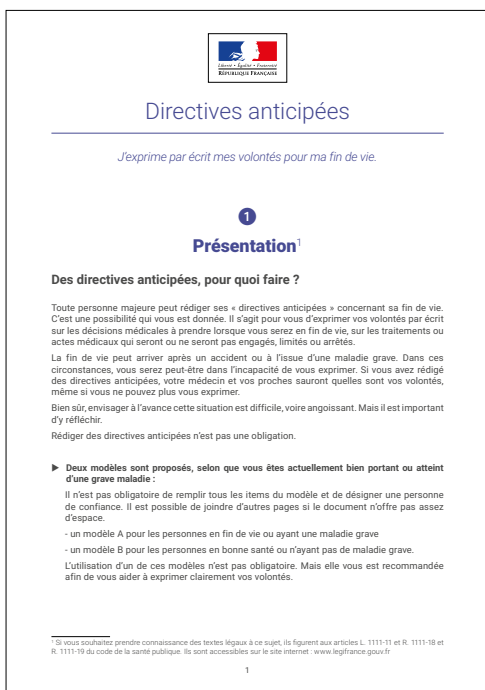 Liberté • Égalité • Fraternité
RÉPUBLIQUE FRANÇAISE
Directives anticipées
J'exprime par écrit mes volontés pour ma fin de vie.
1
Présentation¹
Des directives anticipées, pour quoi faire ?
Toute personne majeure peut rédiger ses « directives anticipées » concernant sa fin de vie.
C'est une possibilité qui vous est donnée. Il s'agit pour vous d'exprimer vos volontés par écrit
sur les décisions médicales à prendre lorsque vous serez en fin de vie, sur les traitements ou
actes médicaux qui seront ou ne seront pas engagés, limités ou arrêtés.
La fin de vie peut arriver après un accident ou à l'issue d'une maladie grave. Dans ces
circonstances, vous serez peut-être dans l'incapacité de vous exprimer. Si vous avez rédigé
des directives anticipées, votre médecin et vos proches sauront quelles sont vos volontés,
même si vous ne pouvez plus vous exprimer.
Bien sûr, envisager à l'avance cette situation est difficile, voire angoissant. Mais il est important
d'y réfléchir.
Rédiger des directives anticipées n'est pas une obligation.
▶ Deux modèles sont proposés, selon que vous êtes actuellement bien portant ou atteint
d'une grave maladie :
Il n'est pas obligatoire de remplir tous les items du modèle et de désigner une personne
de confiance. Il est possible de joindre d'autres pages si le document n'offre pas assez
d'espace.
- un modèle A pour les personnes en fin de vie ou ayant une maladie grave
- un modèle B pour les personnes en bonne santé ou n'ayant pas de maladie grave.
L'utilisation d'un de ces modèles n'est pas obligatoire. Mais elle vous est recommandée
afin de vous aider à exprimer clairement vos volontés.
¹ Si vous souhaitez prendre connaissance des textes légaux à ce sujet, ils figurent aux articles L. 1111-11 et R. 1111-18 et
R. 1111-19 du code de la santé publique. Ils sont accessibles sur le site internet : www.legifrance.gouv.fr
1